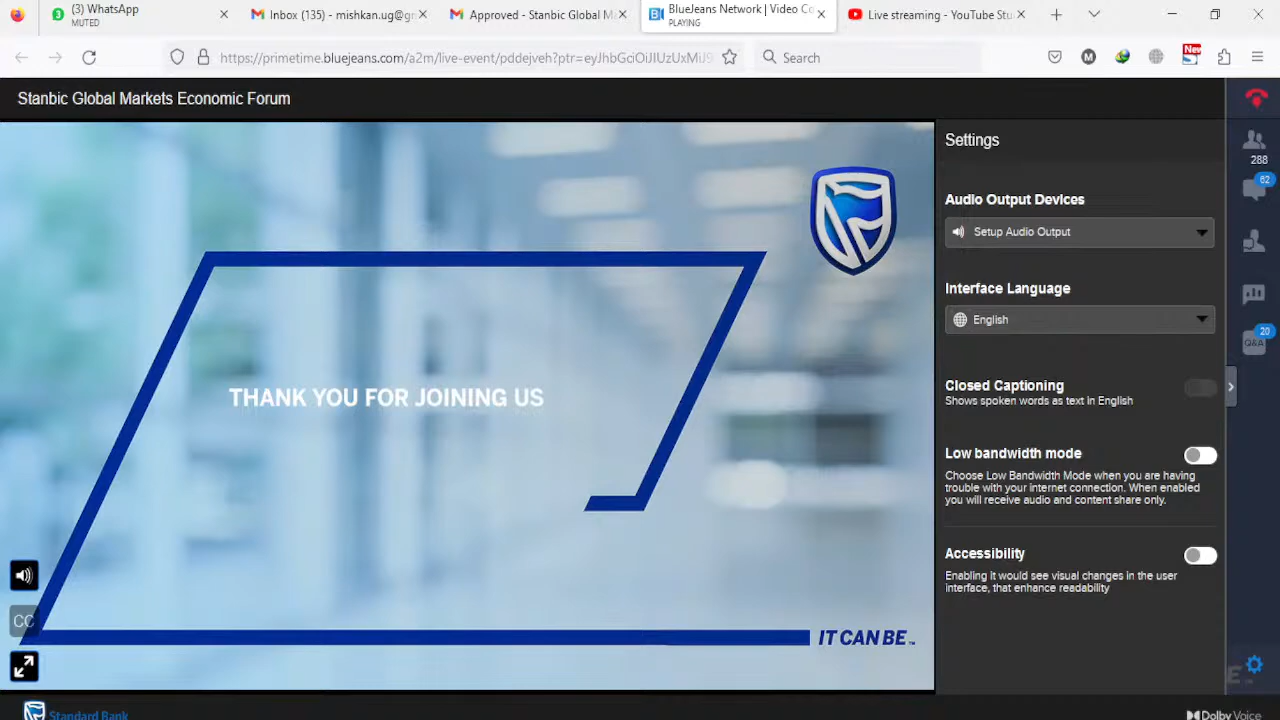 (3) WhatsApp
MUTED
Inbox (135) - mishkan.ug@gm
Approved - Stanbic Global M
BlueJeans Network | Video Co
PLAYING
Live streaming - YouTube Stu
https://primetime.bluejeans.com/a2m/live-event/
Search
M
New
Stanbic Global Markets Economic Forum
THANK YOU FOR JOINING US
CC
IT CAN BE™
Standard Bank
Settings
Audio Output Devices
Setup Audio Output
Interface Language
English
Closed Captioning
Shows spoken words as text in English
Low bandwidth mode
Choose Low Bandwidth Mode when you are having
trouble with your internet connection. When enabled
you will receive audio and content share only.
Accessibility
Enabling it would see visual changes in the user
interface, that enhance readability
288
62
20
Q&A
Dolby Voice